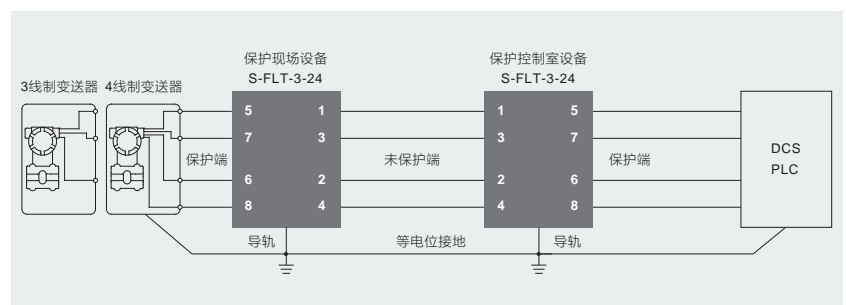 保护现场设备
S-FLT-3-24
保护控制室设备
S-FLT-3-24
3线制变送器 4线制变送器
5 1
7 3
6 2
8 4
1 5
3 7
2 6
4 8
保护端
未保护端
保护端
DCS
PLC
导轨
等电位接地
导轨